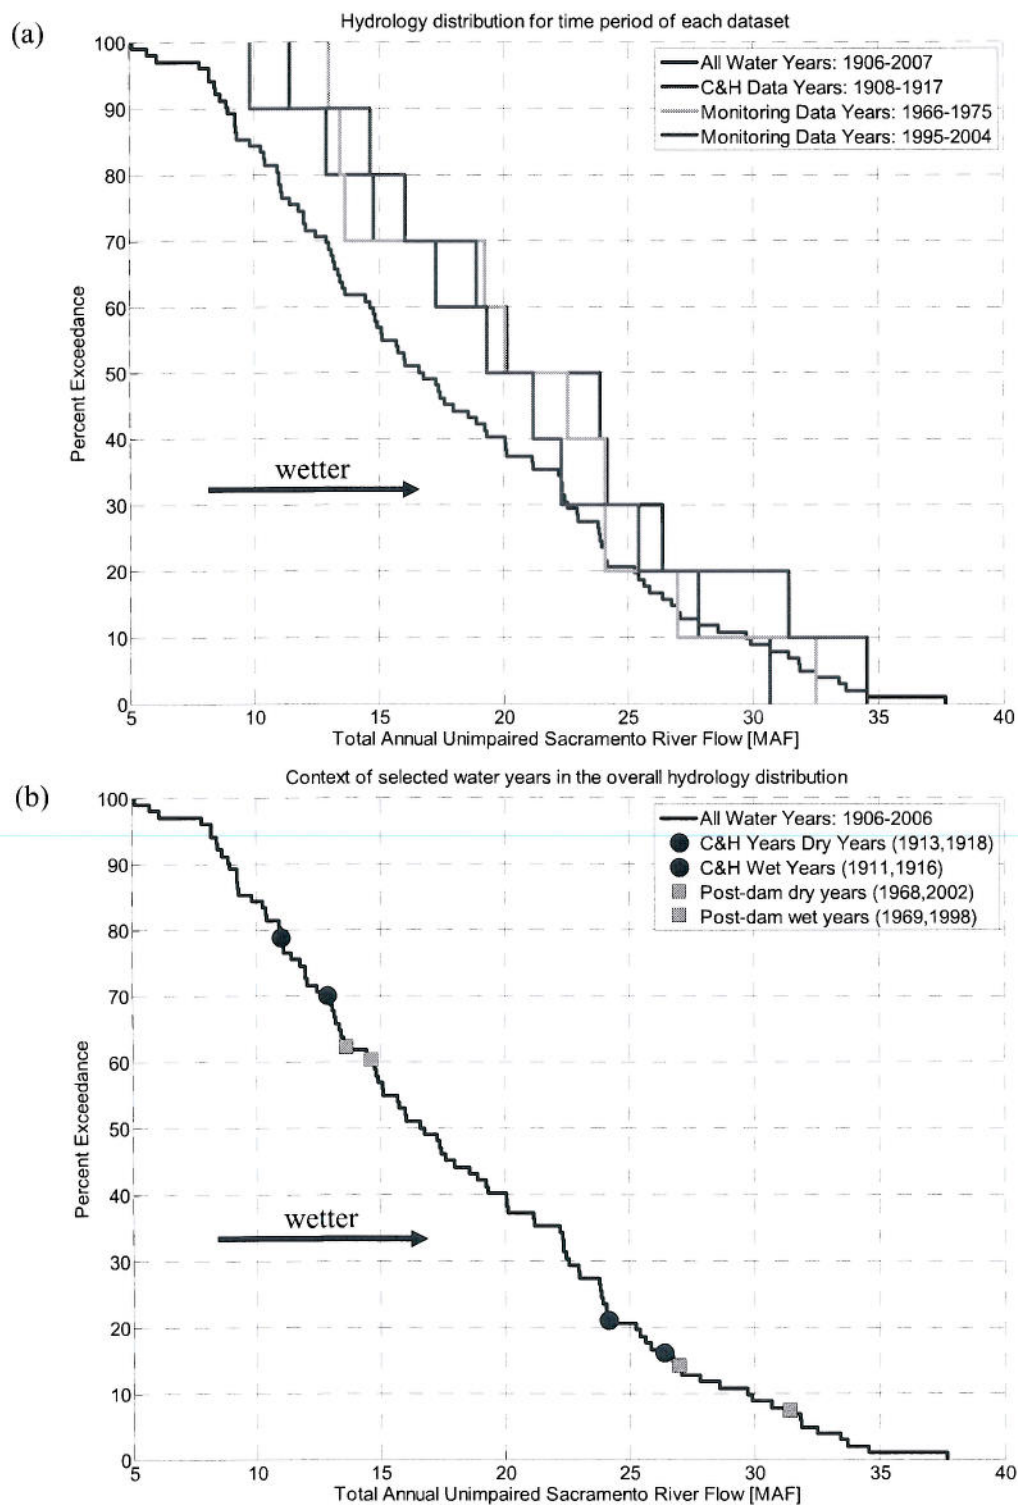 (a)
Hydrology distribution for time period of each dataset
100
90
80
70
60
50
40
30
20
10
0
Percent Exceedance
All Water Years: 1906-2007
C&H Data Years: 1908-1917
Monitoring Data Years: 1966-1975
Monitoring Data Years: 1995-2004
wetter
5 10 15 20 25 30 35 40
Total Annual Unimpaired Sacramento River Flow [MAF]
(b)
Context of selected water years in the overall hydrology distribution
100
90
80
70
60
50
40
30
20
10
0
Percent Exceedance
All Water Years: 1906-2006
C&H Years Dry Years (1913,1918)
C&H Wet Years (1911,1916)
Post-dam dry years (1968,2002)
Post-dam wet years (1969,1998)
wetter
5 10 15 20 25 30 35 40
Total Annual Unimpaired Sacramento River Flow [MAF]